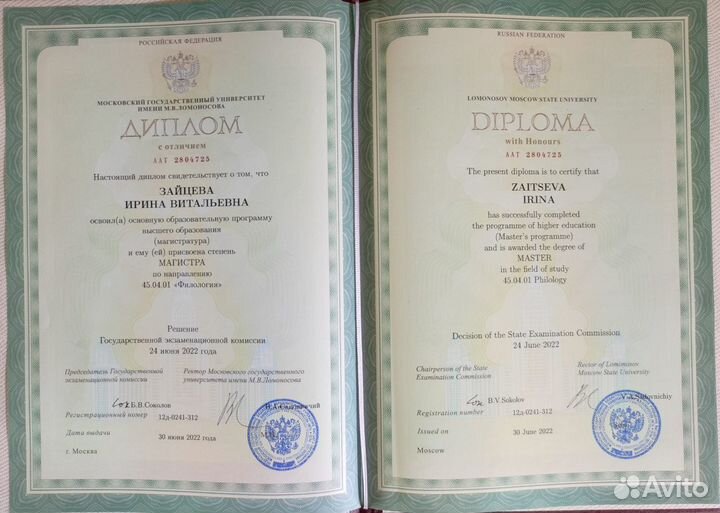 РОССИЙСКАЯ ФЕДЕРАЦИЯ
МОСКОВСКИЙ ГОСУДАРСТВЕННЫЙ УНИВЕРСИТЕТ
ИМЕНИ М.В.ЛОМОНОСОВА
ДИПЛОМ
с отличием
ААТ 2804725
Настоящий диплом свидетельствует о том, что
ЗАЙЦЕВА
ИРИНА ВИТАЛЬЕВНА
освоил(а) основную образовательную программу
высшего образования
(магистратура)
и ему (ей) присвоена степень
МАГИСТРА
по направлению
45.04.01 «Филология»
Решение
Государственной экзаменационной комиссии
24 июня 2022 года
Председатель Государственной
экзаменационной комиссии
Ректор Московского государственного
университета имени М.В.Ломоносова
Б.В.Соколов
Регистрационный номер 12д-0241-312
Дата выдачи 30 июня 2022 года
г. Москва
RUSSIAN FEDERATION
LOMONOSOV MOSCOW STATE UNIVERSITY
DIPLOMA
with Honours
ААТ 2804725
The present diploma is to certify that
ZAITSEVA
IRINA
has successfully completed
the programme of higher education
(Master's programme)
and is awarded the degree of
MASTER
in the field of study
45.04.01 Philology
Decision of the State Examination Commission
24 June 2022
Chairperson of the State
Examination Commission
Rector of Lomonosov
Moscow State University
B.V.Sokolov
V.A.Sadovnichiy
Registration number 12д-0241-312
Issued on 30 June 2022
Moscow
Avito